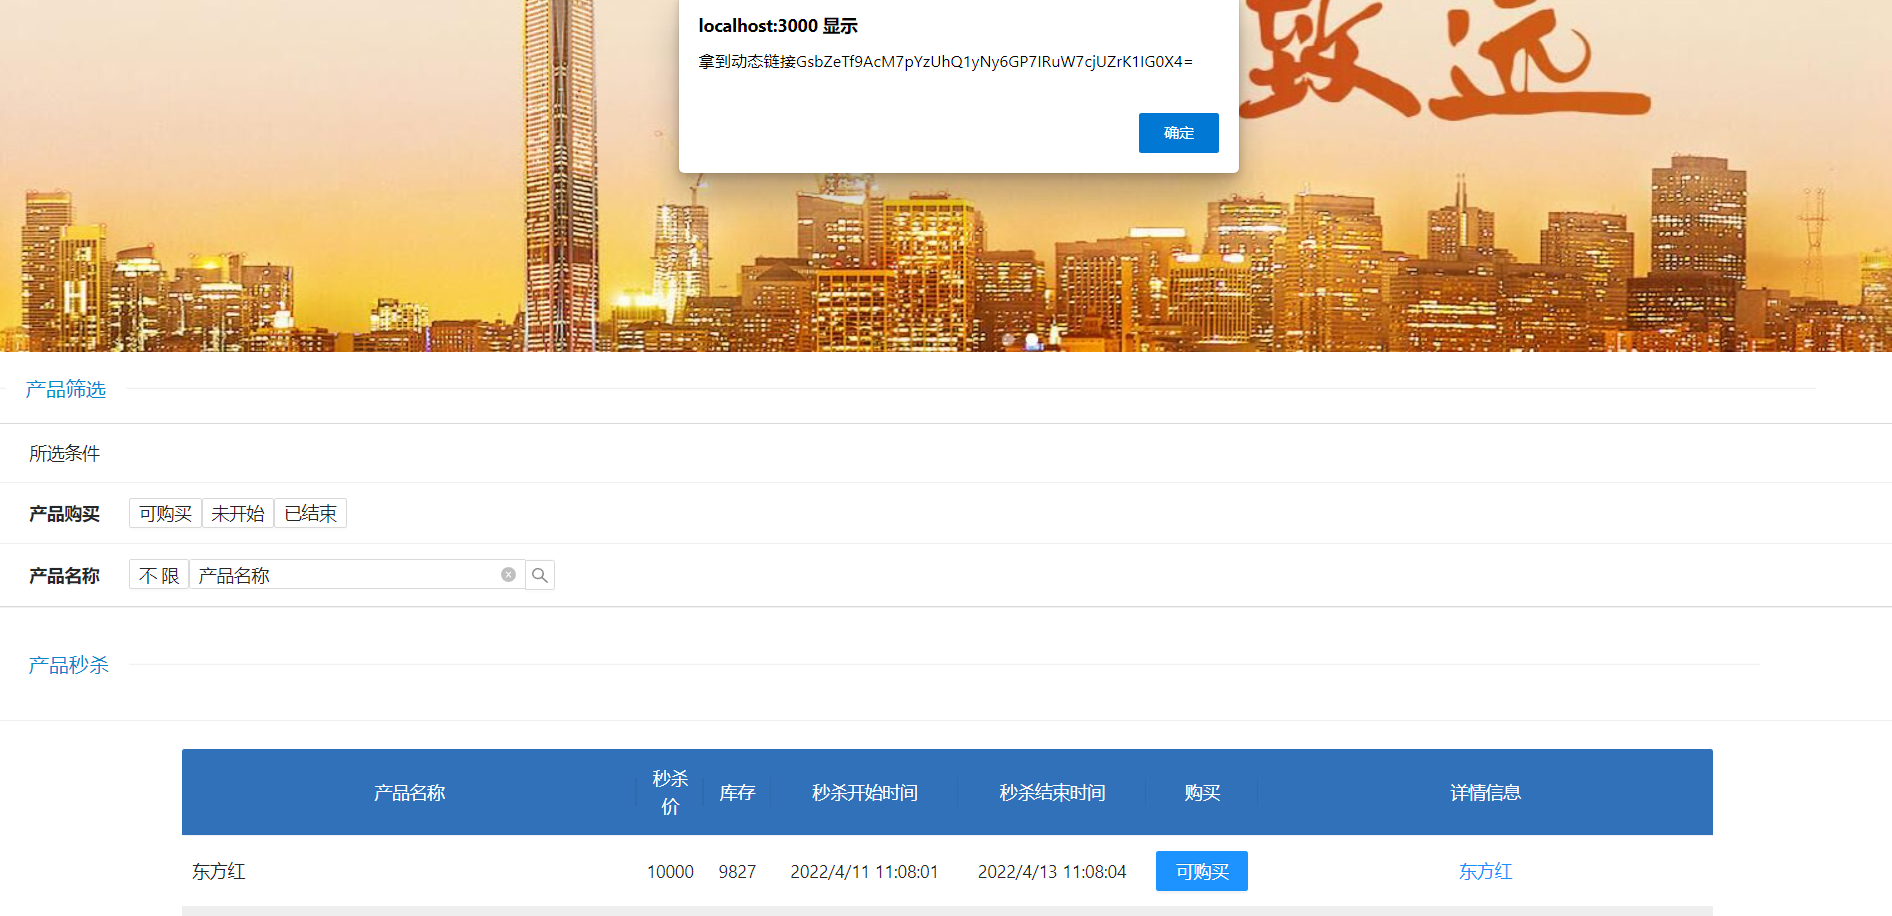 致远
localhost:3000 显示
拿到动态链接GsbZeTf9AcM7pYzUhQ1yNy6GP7IRuW7cjUZrK1IG0X4=
确定
H
产品筛选
所选条件
产品购买 可购买 未开始 已结束
产品名称 不 限 产品名称
产品秒杀
产品名称 秒杀价 库存 秒杀开始时间 秒杀结束时间 购买 详情信息
东方红 10000 9827 2022/4/11 11:08:01 2022/4/13 11:08:04 可购买 东方红